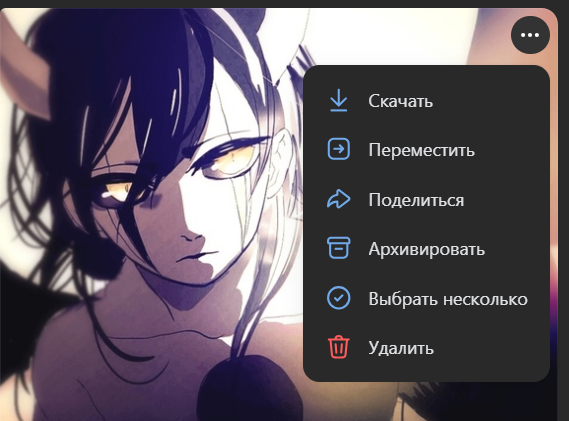 Скачать
Переместить
Поделиться
Архивировать
Выбрать несколько
Удалить